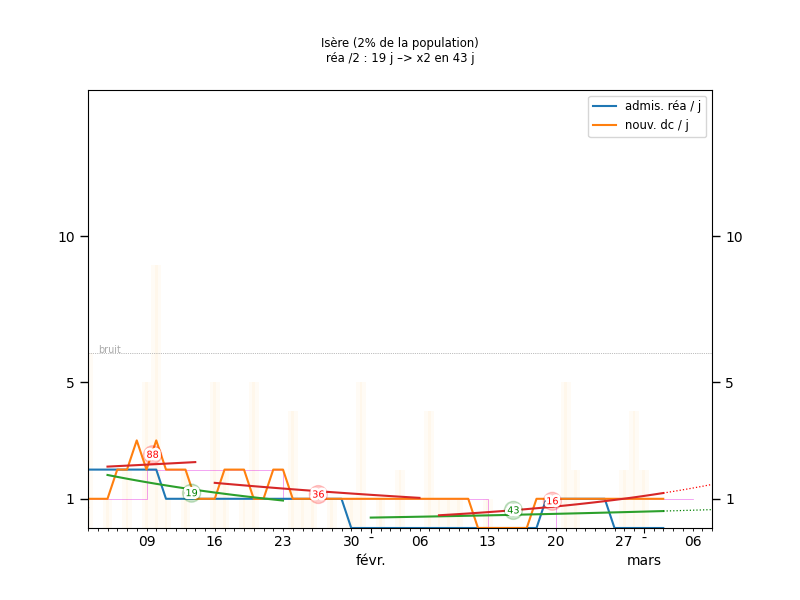 Isère (2% de la population)
réa /2 : 19 j –> x2 en 43 j
admis. réa / j
nouv. dc / j
10 10
bruit
5 5
88
19
36
16
43
1 1
09 16 23 30 - 06 13 20 27 - 06
févr. mars